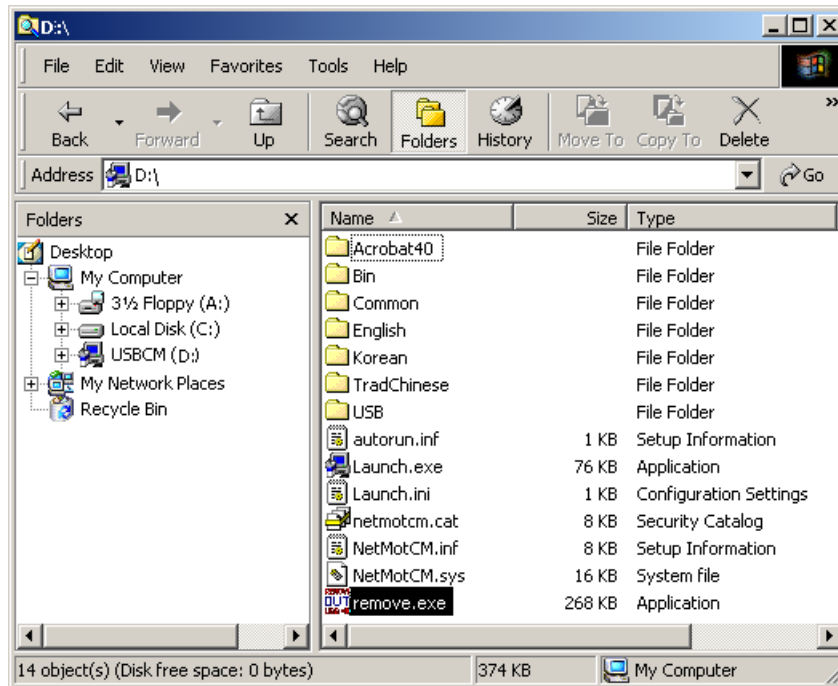 D:\
File Edit View Favorites Tools Help
Back Forward Up Search Folders History Move To Copy To Delete »
Address D:\ Go
Folders x
Desktop
My Computer
3½ Floppy (A:)
Local Disk (C:)
USBCM (D:)
My Network Places
Recycle Bin
Name Size Type
Acrobat40 File Folder
Bin File Folder
Common File Folder
English File Folder
Korean File Folder
TradChinese File Folder
USB File Folder
autorun.inf 1 KB Setup Information
Launch.exe 76 KB Application
Launch.ini 1 KB Configuration Settings
netmotcm.cat 8 KB Security Catalog
NetMotCM.inf 8 KB Setup Information
NetMotCM.sys 16 KB System file
OUT remove.exe 268 KB Application
14 object(s) (Disk free space: 0 bytes) 374 KB My Computer